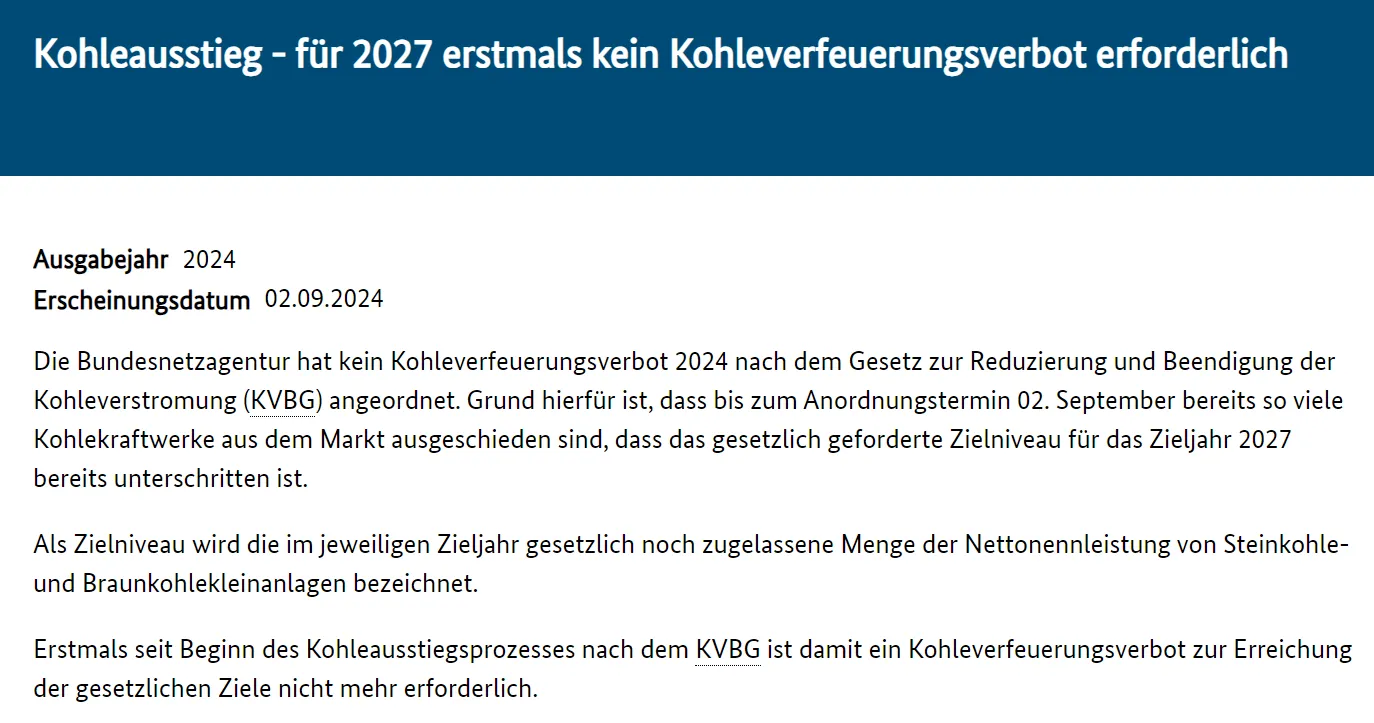 Kohleausstieg - für 2027 erstmals kein Kohleverfeuerungsverbot erforderlich
Ausgabejahr 2024
Erscheinungsdatum 02.09.2024
Die Bundesnetzagentur hat kein Kohleverfeuerungsverbot 2024 nach dem Gesetz zur Reduzierung und Beendigung der
Kohleverstromung (KVBG) angeordnet. Grund hierfür ist, dass bis zum Anordnungstermin 02. September bereits so viele
Kohlekraftwerke aus dem Markt ausgeschieden sind, dass das gesetzlich geforderte Zielniveau für das Zieljahr 2027
bereits unterschritten ist.
Als Zielniveau wird die im jeweiligen Zieljahr gesetzlich noch zugelassene Menge der Nettonennleistung von Steinkohle-
und Braunkohlekleinanlagen bezeichnet.
Erstmals seit Beginn des Kohleausstiegsprozesses nach dem KVBG ist damit ein Kohleverfeuerungsverbot zur Erreichung
der gesetzlichen Ziele nicht mehr erforderlich.